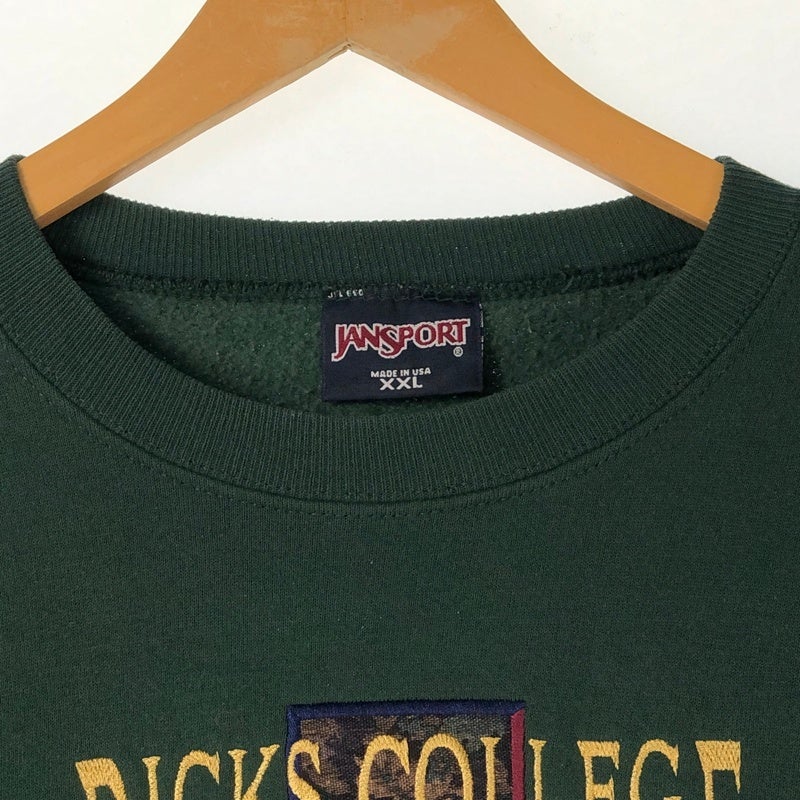 JANSPORT®
MADE IN USA
XXL
RICKS COLLEGE